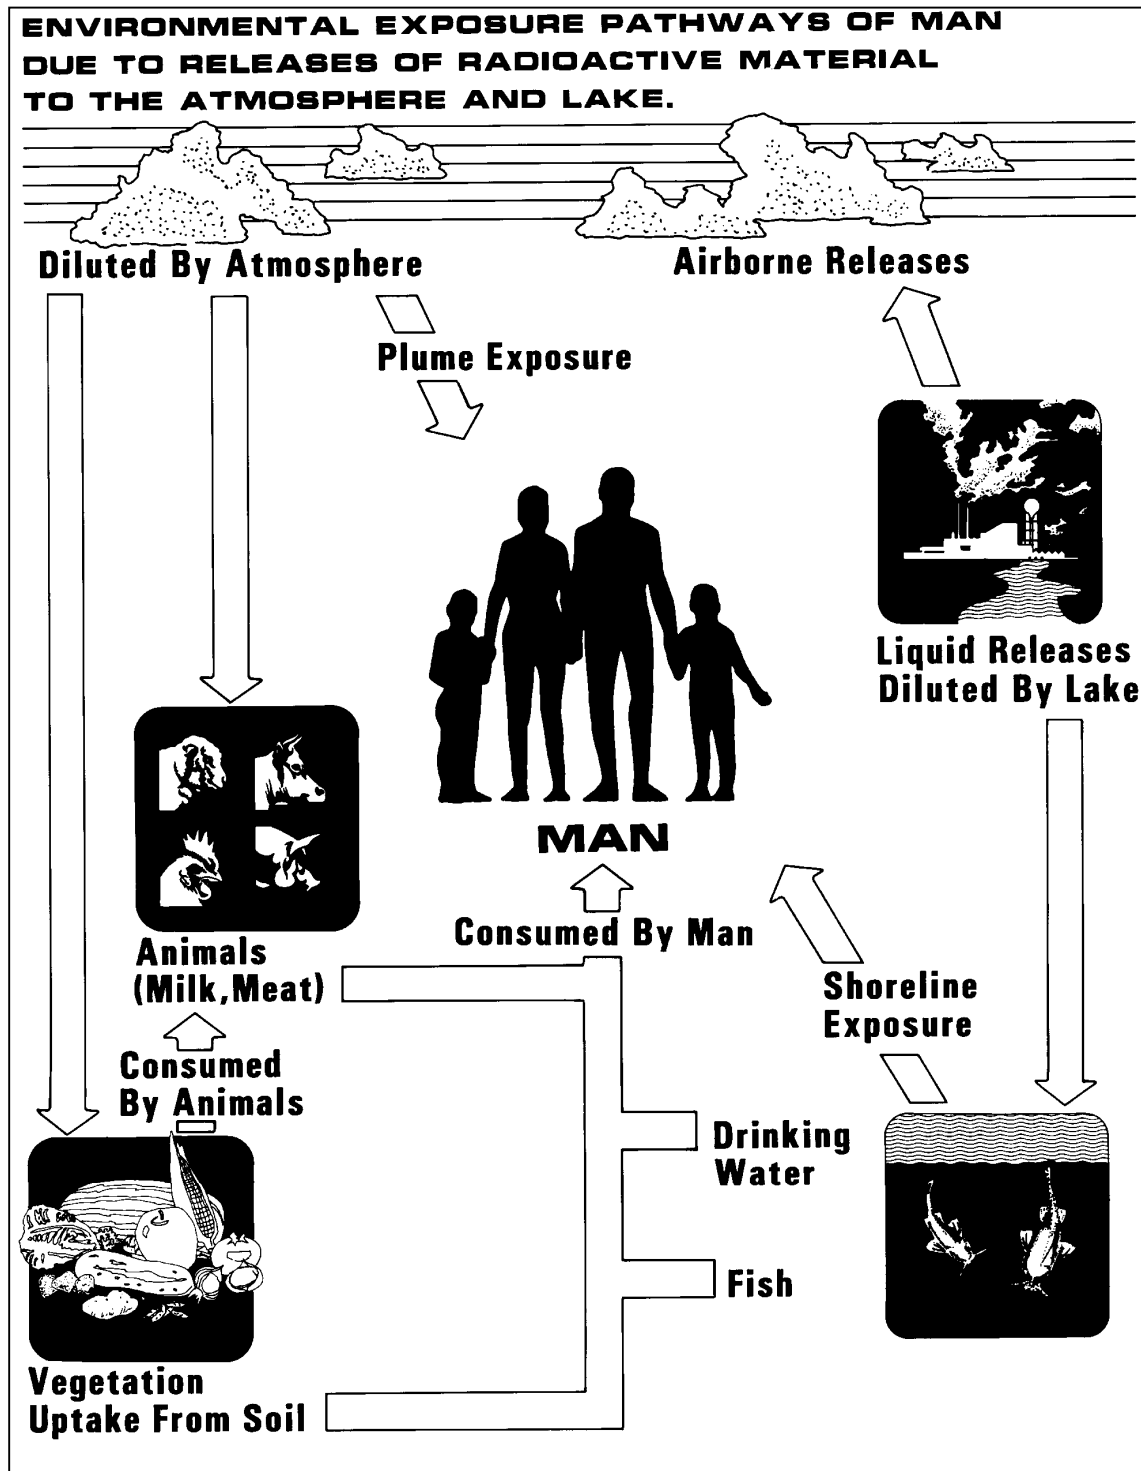 ENVIRONMENTAL EXPOSURE PATHWAYS OF MAN
DUE TO RELEASES OF RADIOACTIVE MATERIAL
TO THE ATMOSPHERE AND LAKE.
Diluted By Atmosphere
Airborne Releases
Plume Exposure
Liquid Releases
Diluted By Lake
MAN
Consumed By Man
Animals
(Milk,Meat)
Shoreline
Exposure
Consumed
By Animals
Drinking
Water
Fish
Vegetation
Uptake From Soil